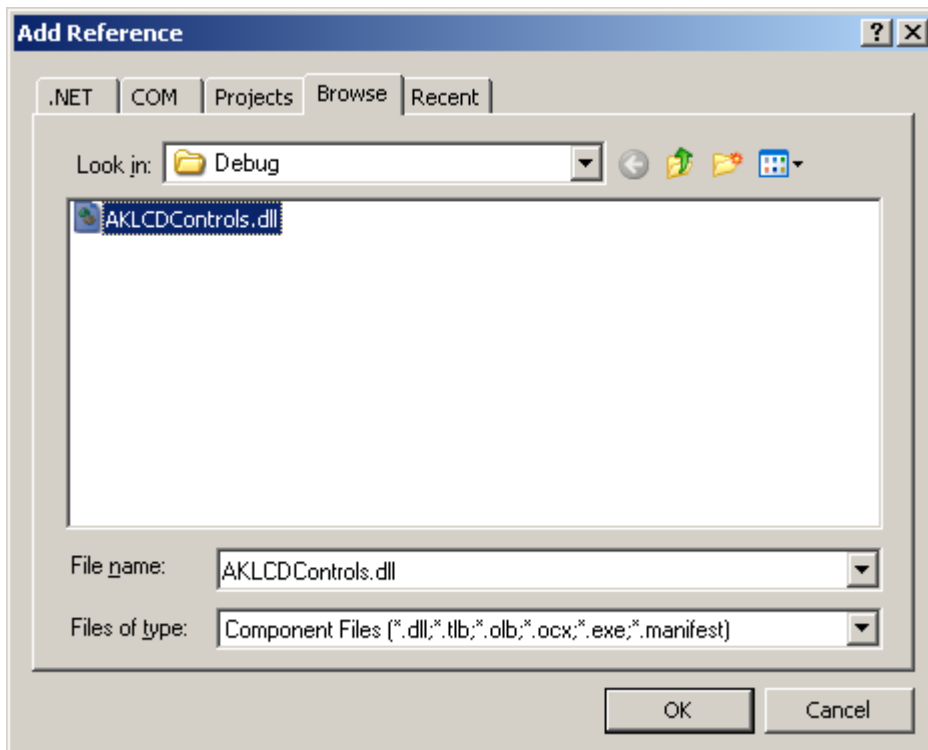 Add Reference
.NET COM Projects Browse Recent
Look in: Debug
AKLCDControls.dll
File name: AKLCDControls.dll
Files of type: Component Files (*.dll;*.tlb;*.olb;*.ocx;*.exe;*.manifest)
OK Cancel